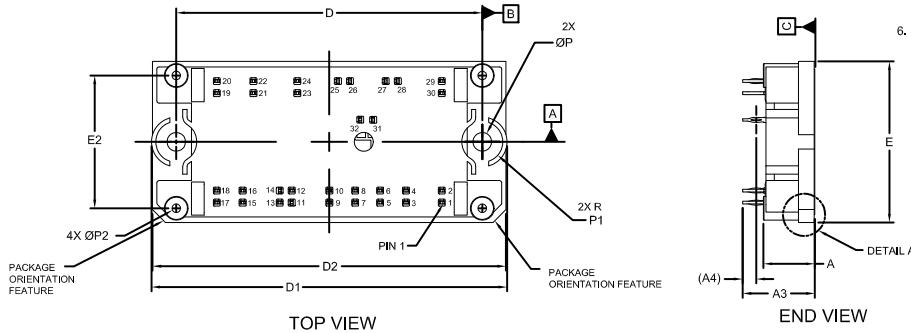 D
B
2X
ØP
C
6.
20 22 24 25 26 27 28 29
19 21 23 30
32 31
A
E2
E
18 16 14 12 10 8 6 4 2
17 15 13 11 9 7 5 3 1
2X R
P1
4X ØP2
PIN 1
DETAIL A
PACKAGE
ORIENTATION
FEATURE
D2
PACKAGE
ORIENTATION FEATURE
D1
(A4)
A
A3
TOP VIEW
END VIEW